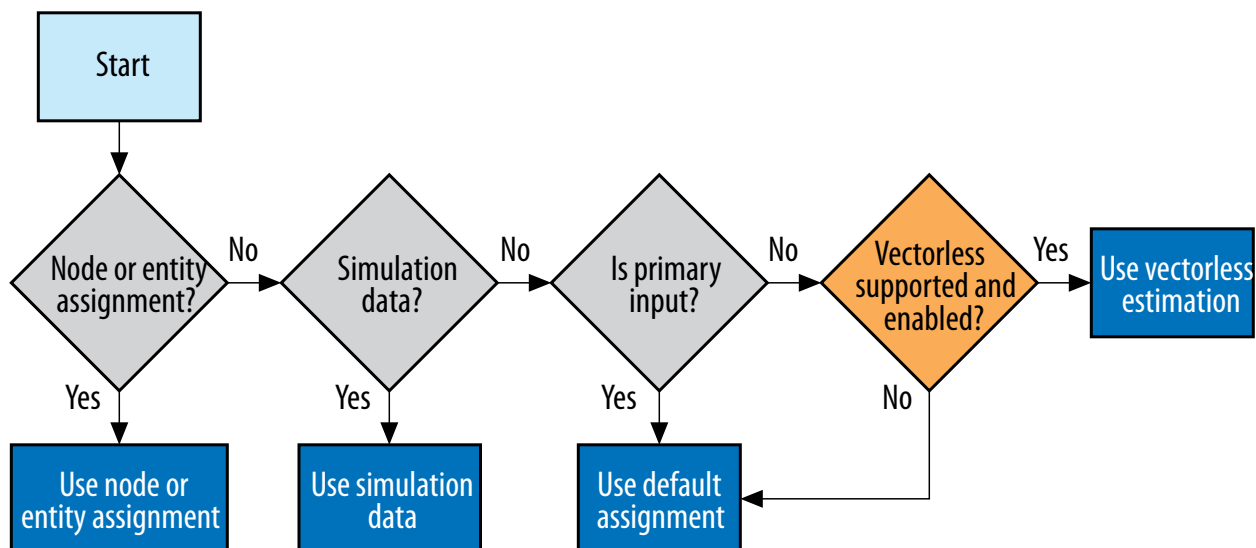 Start
Node or entity
assignment?
No
Yes
Use node or
entity assignment
Simulation
data?
No
Yes
Use simulation
data
Is primary
input?
No
Yes
Use default
assignment
Vectorless
supported and
enabled?
Yes
No
Use vectorless
estimation